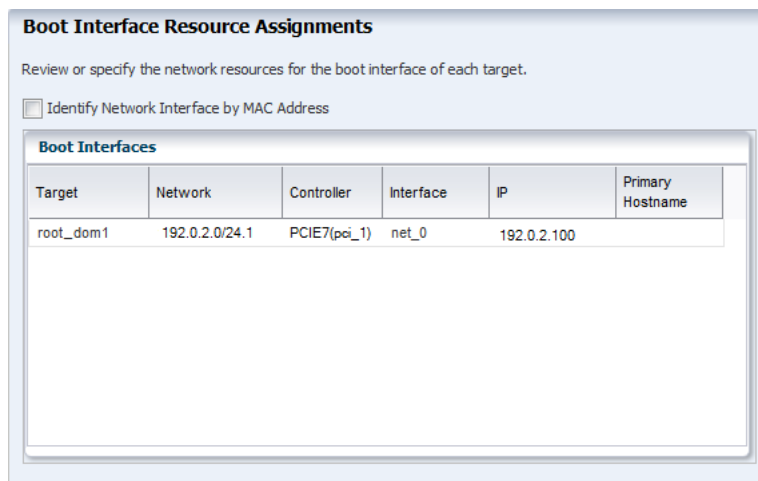 Boot Interface Resource Assignments
Review or specify the network resources for the boot interface of each target.
Identify Network Interface by MAC Address
Boot Interfaces
Target Network Controller Interface IP Primary Hostname
root_dom1 192.0.2.0/24.1 PCIE7(pci_1) net_0 192.0.2.100